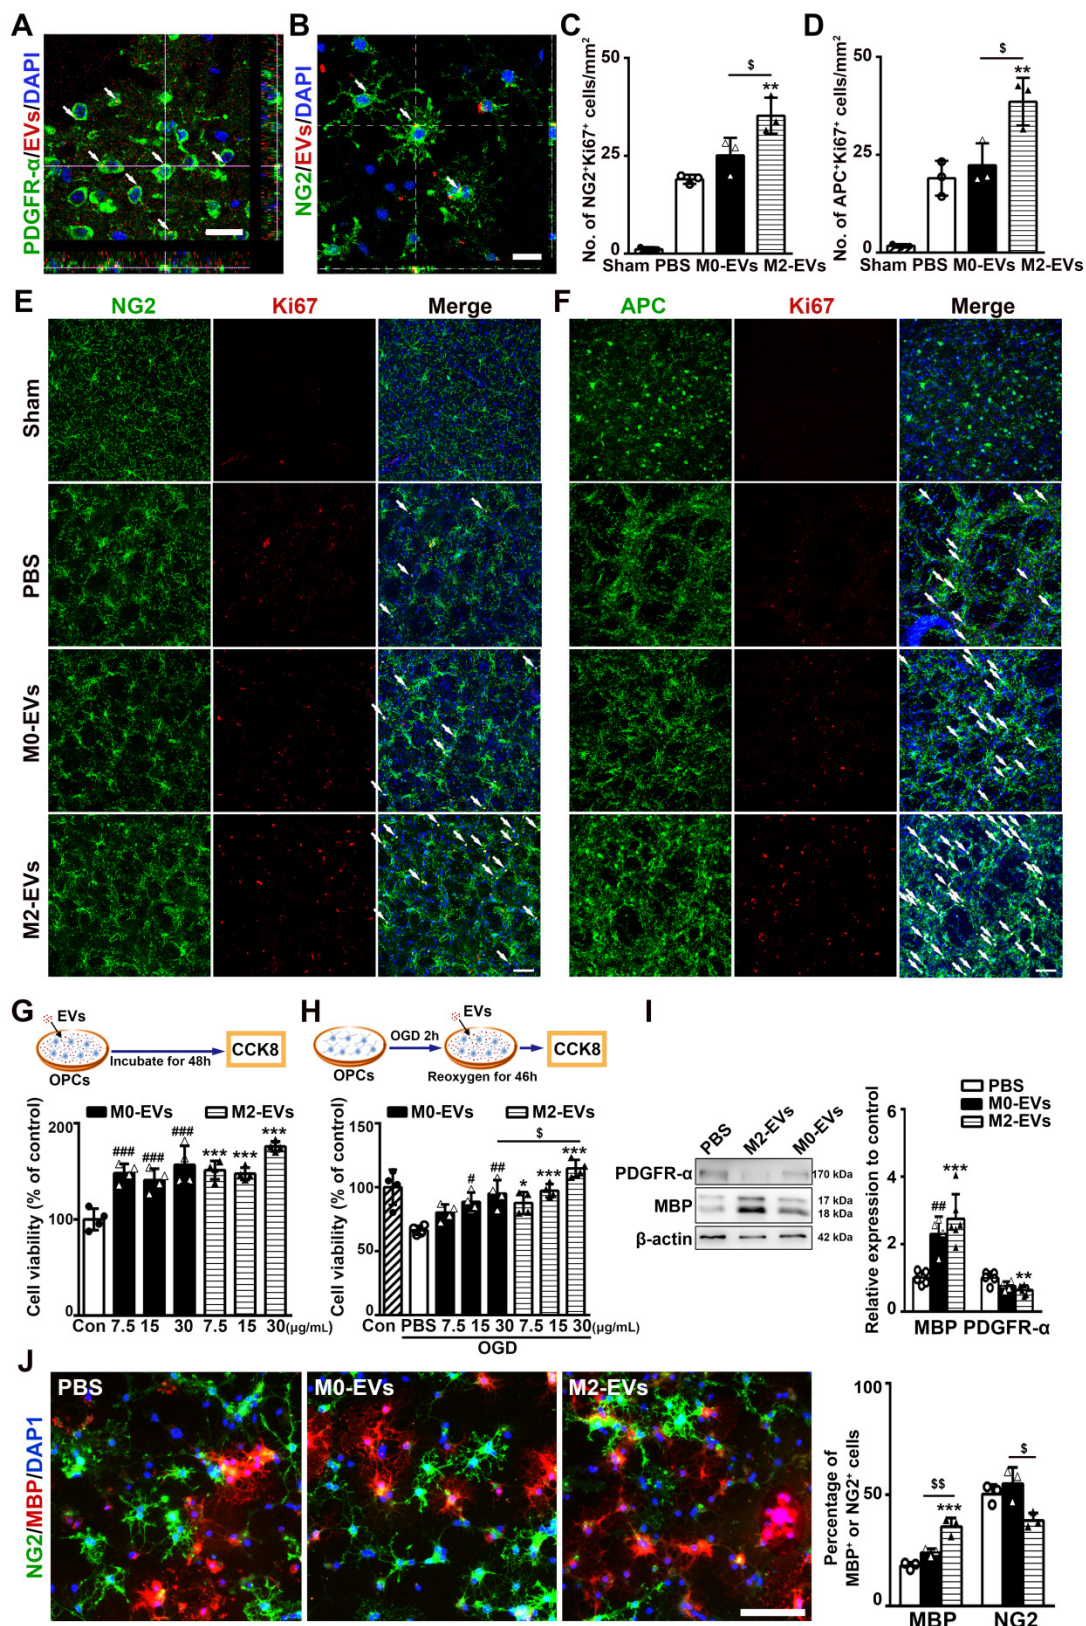 A
PDGFR-α/EVs/DAPI
B
NG2/EVs/DAPI
C
No. of NG2⁺Ki67⁺ cells/mm²
50
25
0
$
**
Sham PBS M0-EVs M2-EVs
D
No. of APC⁺Ki67⁺ cells/mm²
50
25
0
$
**
Sham PBS M0-EVs M2-EVs
E
NG2 Ki67 Merge
Sham
PBS
M0-EVs
M2-EVs
F
APC Ki67 Merge
G
EVs
OPCs
Incubate for 48h
CCK8
M0-EVs M2-EVs
Cell viability (% of control)
200
100
0
### ### ### *** *** ***
Con 7.5 15 30 7.5 15 30(μg/mL)
H
OPCs
OGD 2h
EVs
Reoxygen for 46h
CCK8
M0-EVs M2-EVs
Cell viability (% of control)
150
100
50
0
$
# ## * *** ***
Con PBS 7.5 15 30 7.5 15 30(μg/mL)
OGD
I
PBS M2-EVs M0-EVs
PDGFR-α 170 kDa
MBP 17 kDa
18 kDa
β-actin 42 kDa
PBS
M0-EVs
M2-EVs
Relative expression to control
6
4
2
0
## *** **
MBP PDGFR-α
J
NG2/MBP/DAP1
PBS M0-EVs M2-EVs
Percentage of
MBP⁺ or NG2⁺ cells
100
50
0
$$ *** $
MBP NG2